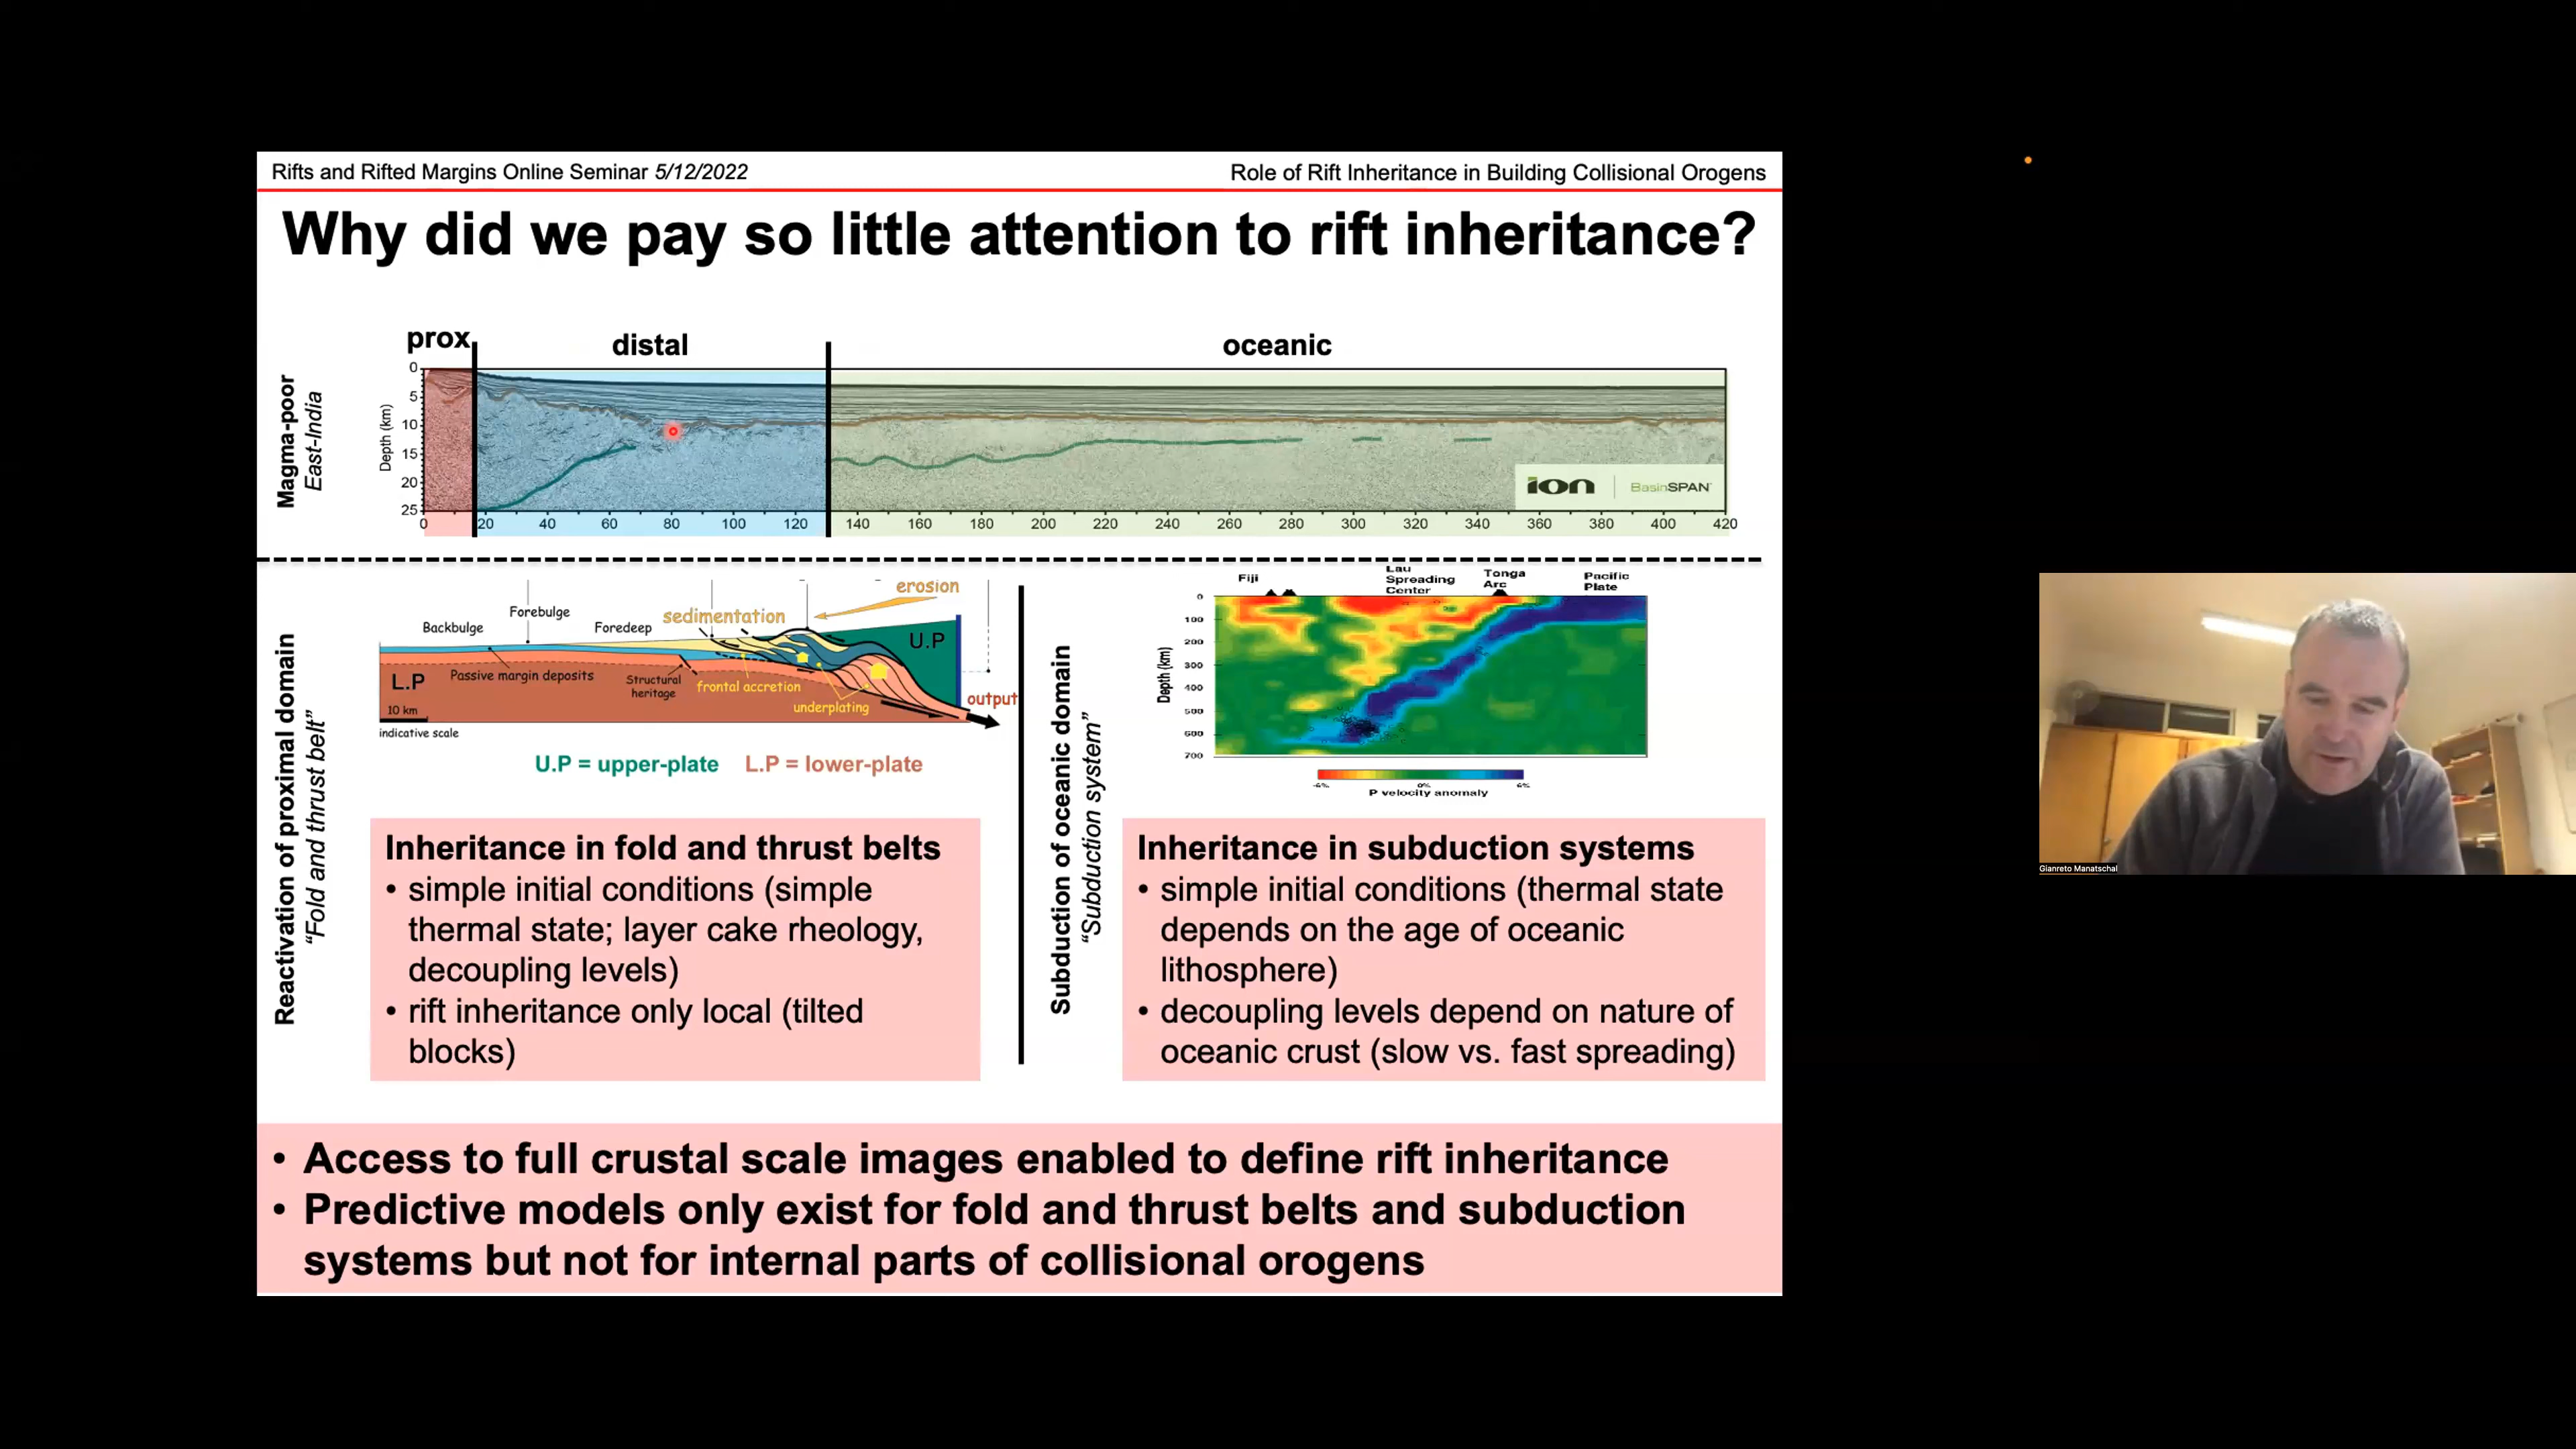 Rifts and Rifted Margins Online Seminar 5/12/2022
Role of Rift Inheritance in Building Collisional Orogens
Why did we pay so little attention to rift inheritance?
prox
distal
oceanic
Magma-poor
East-India
Depth (km)
0
5
10
15
20
25
0
20
40
60
80
100
120
140
160
180
200
220
240
260
280
300
320
340
360
380
400
420
ion
BasinSPAN
Reactivation of proximal domain
"Fold and thrust belt"
Backbulge
Forebulge
Foredeep
sedimentation
erosion
U.P
L.P
Passive margin deposits
Structural
heritage
frontal accretion
underplating
output
10 km
indicative scale
U.P = upper-plate
L.P = lower-plate
Subduction of oceanic domain
"Subduction system"
Fiji
Lau
Spreading
Center
Tonga
Arc
Pacific
Plate
Depth (km)
0
100
200
300
400
500
600
700
-6%
0%
6%
P velocity anomaly
Inheritance in fold and thrust belts
• simple initial conditions (simple
thermal state; layer cake rheology,
decoupling levels)
• rift inheritance only local (tilted
blocks)
Inheritance in subduction systems
• simple initial conditions (thermal state
depends on the age of oceanic
lithosphere)
• decoupling levels depend on nature of
oceanic crust (slow vs. fast spreading)
• Access to full crustal scale images enabled to define rift inheritance
• Predictive models only exist for fold and thrust belts and subduction
systems but not for internal parts of collisional orogens
Gianreto Manatschal